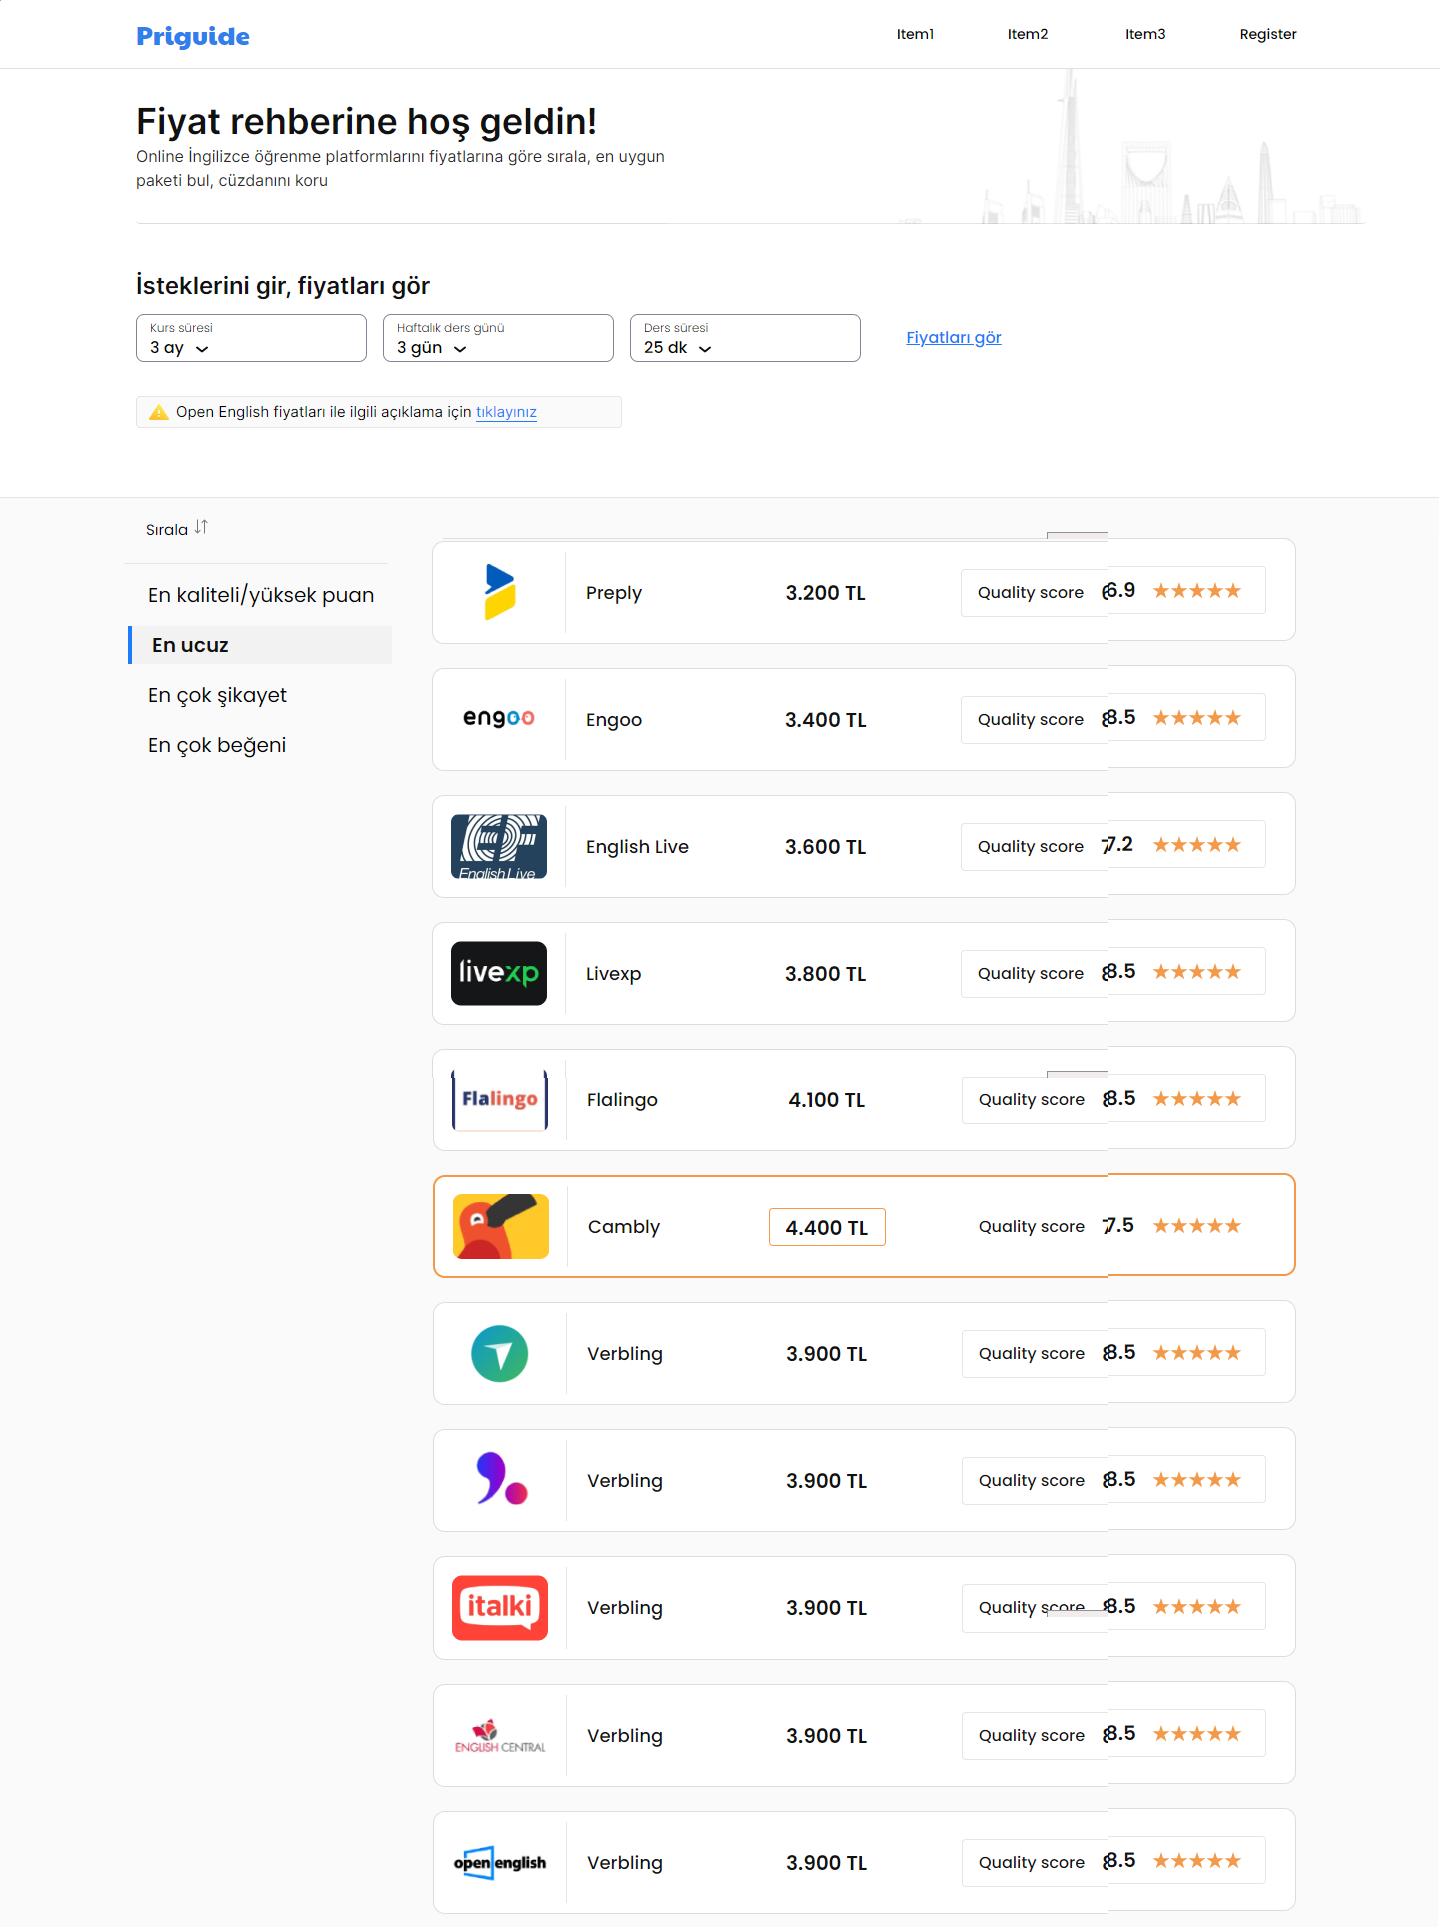 Priguide
Item1
Item2
Item3
Register
Fiyat rehberine hoş geldin!
Online İngilizce öğrenme platformlarını fiyatlarına göre sırala, en uygun
paketi bul, cüzdanını koru
İsteklerini gir, fiyatları gör
Kurs süresi
3 ay
Haftalık ders günü
3 gün
Ders süresi
25 dk
Fiyatları gör
Open English fiyatları ile ilgili açıklama için tıklayınız
Sırala
En kaliteli/yüksek puan
En ucuz
En çok şikayet
En çok beğeni
Preply 3.200 TL Quality score 6.9
engoo Engoo 3.400 TL Quality score 8.5
EF English Live English Live 3.600 TL Quality score 7.2
livexp Livexp 3.800 TL Quality score 8.5
Flalingo Flalingo 4.100 TL Quality score 8.5
Cambly 4.400 TL Quality score 7.5
Verbling 3.900 TL Quality score 8.5
Verbling 3.900 TL Quality score 8.5
italki Verbling 3.900 TL Quality score 8.5
ENGLISH CENTRAL Verbling 3.900 TL Quality score 8.5
open english Verbling 3.900 TL Quality score 8.5